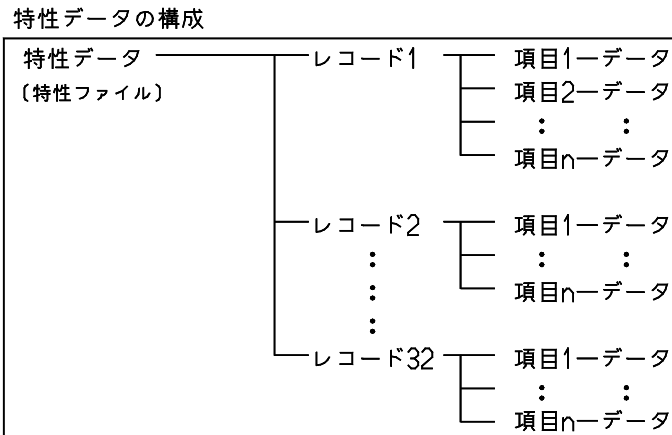 特性データの構成
特性データ レコード1 項目1ーデータ
〔特性ファイル〕 項目2ーデータ
： ：
項目nーデータ
レコード2 項目1ーデータ
： ： ：
： 項目nーデータ
：
レコード32 項目1ーデータ
： ：
項目nーデータ